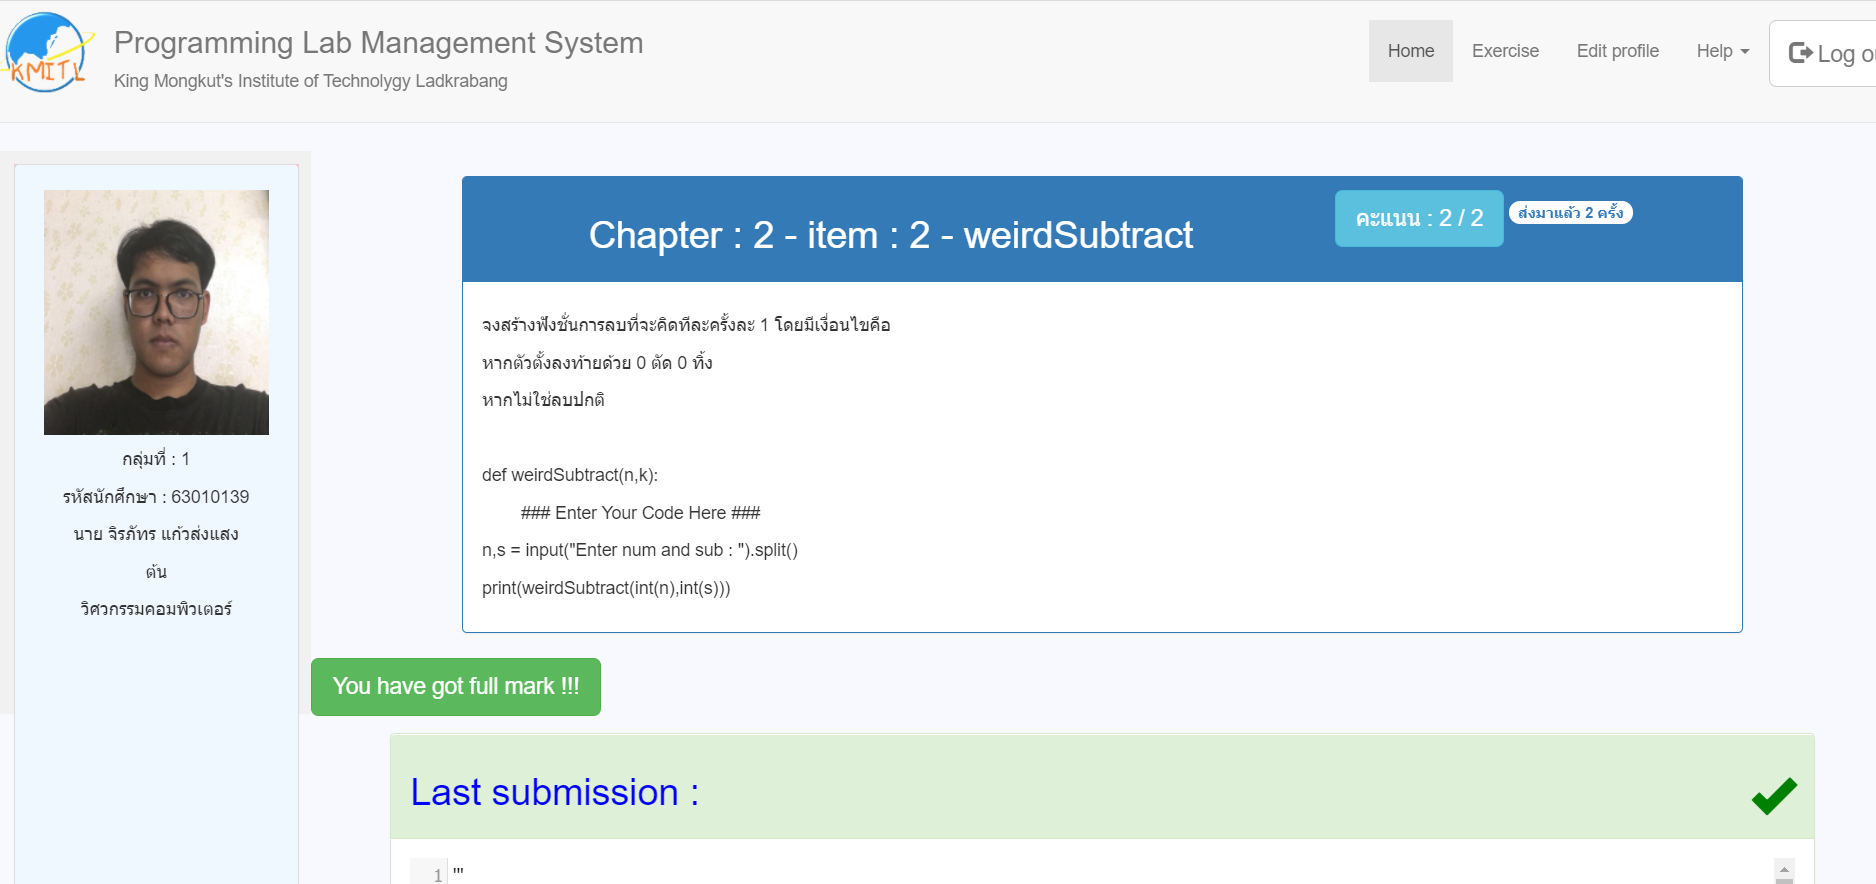 KMITL
Programming Lab Management System
King Mongkut's Institute of Technolygy Ladkrabang
Home
Exercise
Edit profile
Help
Log
กลุ่มที่ : 1
รหัสนักศึกษา : 63010139
นาย จิรภัทร แก้วส่งแสง
ต้น
วิศวกรรมคอมพิวเตอร์
Chapter : 2 - item : 2 - weirdSubtract
คะแนน : 2 / 2
ส่งมาแล้ว 2 ครั้ง
จงสร้างฟังชั่นการลบที่จะคิดทีละครั้งละ 1 โดยมีเงื่อนไขคือ
หากตัวตั้งลงท้ายด้วย 0 ตัด 0 ทิ้ง
หากไม่ใช่ลบปกติ
def weirdSubtract(n,k):
### Enter Your Code Here ###
n,s = input("Enter num and sub : ").split()
print(weirdSubtract(int(n),int(s)))
You have got full mark !!!
Last submission :
1 '''